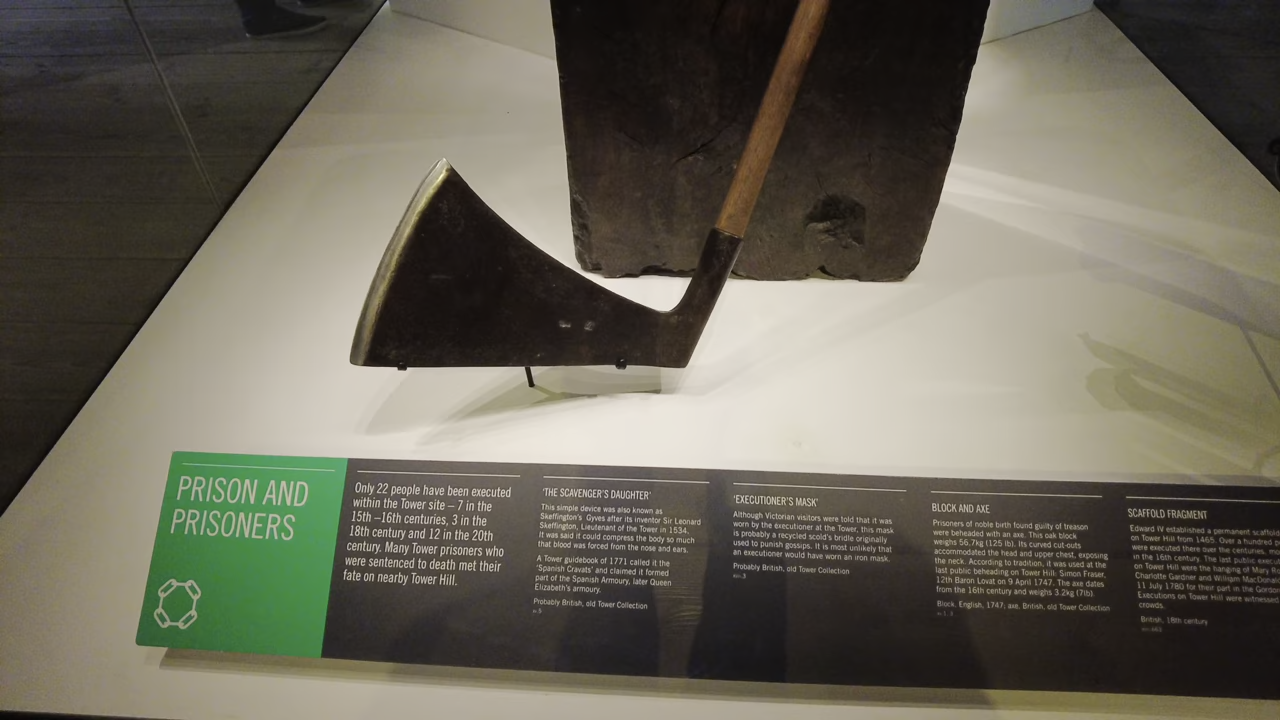 PRISON AND
PRISONERS
Only 22 people have been executed
within the Tower site – 7 in the
15th –16th centuries, 3 in the
18th century and 12 in the 20th
century. Many Tower prisoners who
were sentenced to death met their
fate on nearby Tower Hill.
'THE SCAVENGER'S DAUGHTER'
This simple device was also known as
Skeffington's Gyves after its inventor Sir Leonard
Skeffington, Lieutenant of the Tower in 1534.
It was said it could compress the body so much
that blood was forced from the nose and ears.
A Tower guidebook of 1771 called it the
'Spanish Cravats' and claimed it formed
part of the Spanish Armoury, later Queen
Elizabeth's armoury.
Probably British, old Tower Collection
'EXECUTIONER'S MASK'
Although Victorian visitors were told that it was
worn by the executioner at the Tower, this mask
is probably a recycled scold's bridle originally
used to punish gossips. It is most unlikely that
an executioner would have worn an iron mask.
Probably British, old Tower Collection
BLOCK AND AXE
Prisoners of noble birth found guilty of treason
were beheaded with an axe. This oak block
weighs 56.7kg (125 lb). Its curved cut-outs
accommodated the head and upper chest, exposing
the neck. According to tradition, it was used at the
last public beheading on Tower Hill: Simon Fraser,
12th Baron Lovat on 9 April 1747. The axe dates
from the 16th century and weighs 3.2kg (7lb).
Block, English, 1747; axe, British, old Tower Collection
SCAFFOLD FRAGMENT
Edward IV established a permanent scaffold
on Tower Hill from 1465. Over a hundred
were executed there over the centuries,
in the 16th century. The last public
on Tower Hill were the hanging of Mary
Charlotte Gardner and William
11 July 1780 for their part in the Gordon
Executions on Tower Hill were witnessed
crowds.
British, 18th century